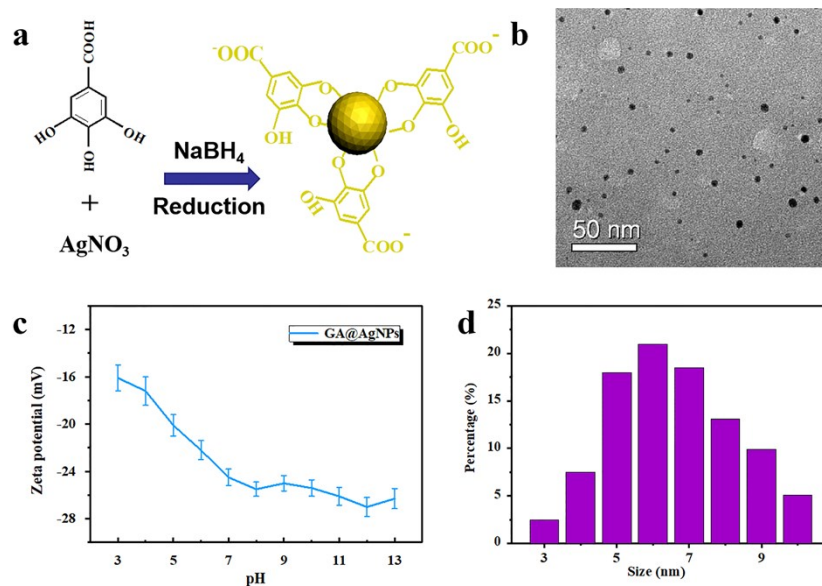 a
COOH
HO
HO
OH
+
AgNO3
NaBH4
Reduction
-OOC
COO-
O
O
O
O
OH
OH
O
O
OH
COO-
b
50 nm
c
Zeta potential (mV)
-12
-16
-20
-24
-28
GA@AgNPs
3 5 7 9 11 13
pH
d
Percentage (%)
25
20
15
10
5
0
3 5 7 9
Size (nm)